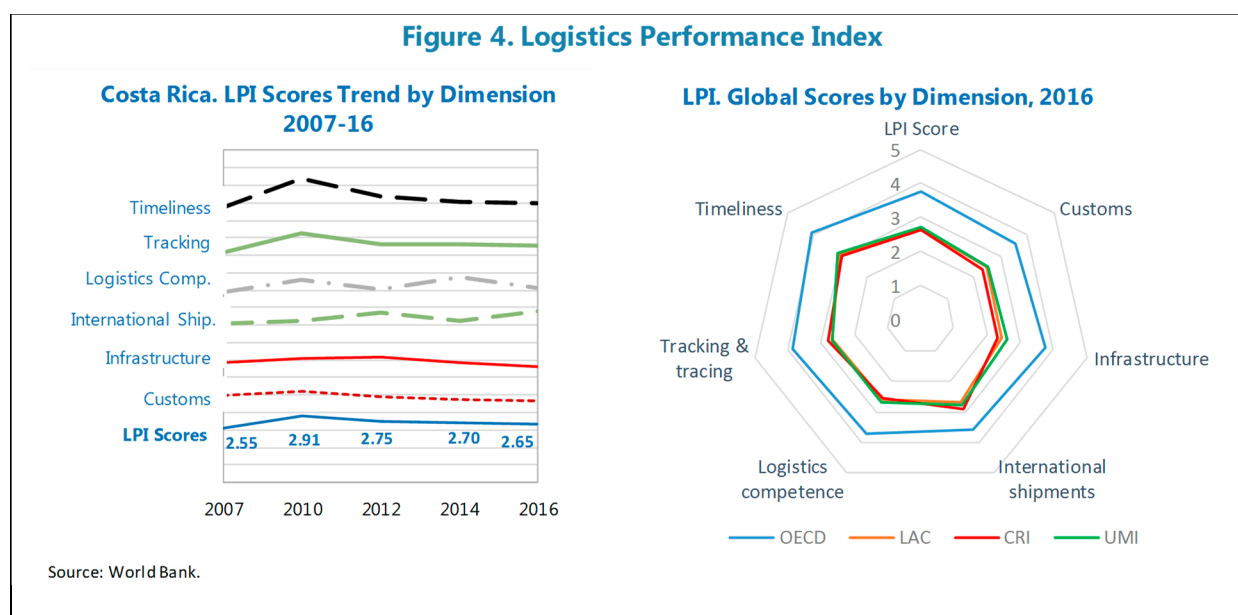 Figure 4. Logistics Performance Index
Costa Rica. LPI Scores Trend by Dimension
2007-16
Timeliness
Tracking
Logistics Comp.
International Ship.
Infrastructure
Customs
LPI Scores
2.55 2.91 2.75 2.70 2.65
2007 2010 2012 2014 2016
LPI. Global Scores by Dimension, 2016
LPI Score
5
4
3
2
1
0
Customs
Infrastructure
International
shipments
Logistics
competence
Tracking &
tracing
Timeliness
OECD LAC CRI UMI
Source: World Bank.